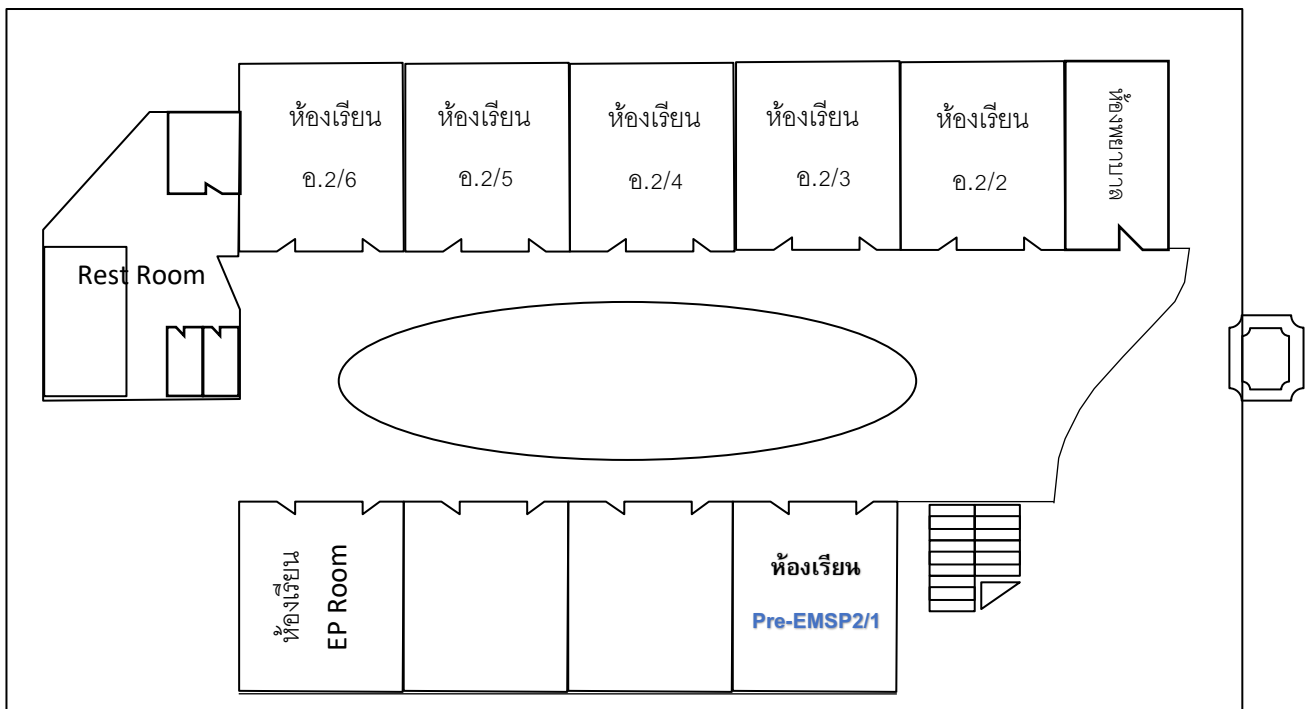 ห้องเรียน
อ.2/6
ห้องเรียน
อ.2/5
ห้องเรียน
อ.2/4
ห้องเรียน
อ.2/3
ห้องเรียน
อ.2/2
ห้องพยาบาล
Rest Room
ห้องเรียน
EP Room
ห้องเรียน
Pre-EMSP2/1